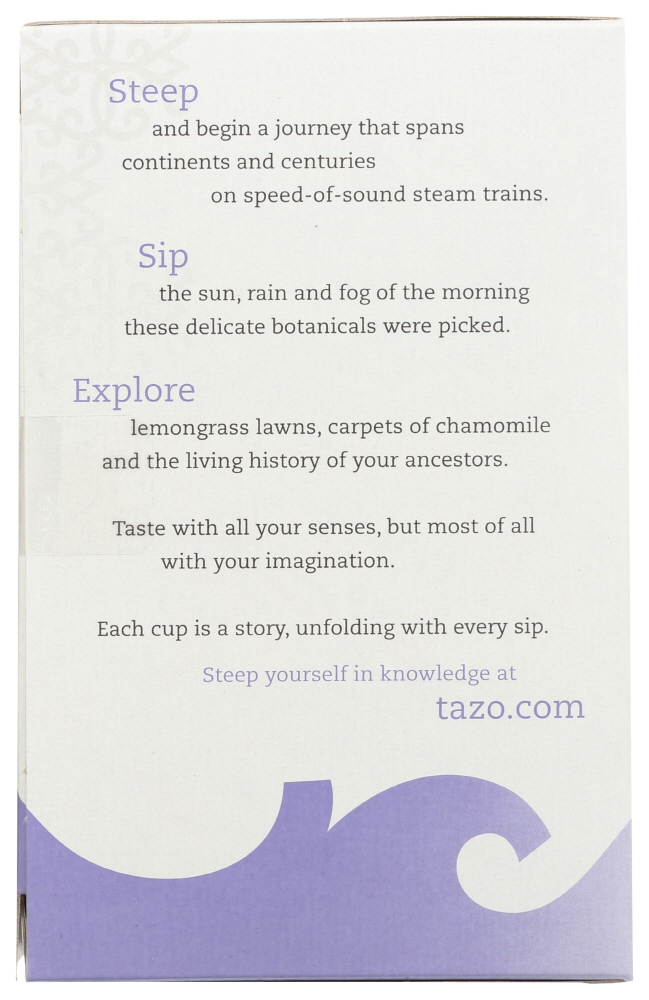 Steep
and begin a journey that spans
continents and centuries
on speed-of-sound steam trains.
Sip
the sun, rain and fog of the morning
these delicate botanicals were picked.
Explore
lemongrass lawns, carpets of chamomile
and the living history of your ancestors.
Taste with all your senses, but most of all
with your imagination.
Each cup is a story, unfolding with every sip.
Steep yourself in knowledge at
tazo.com